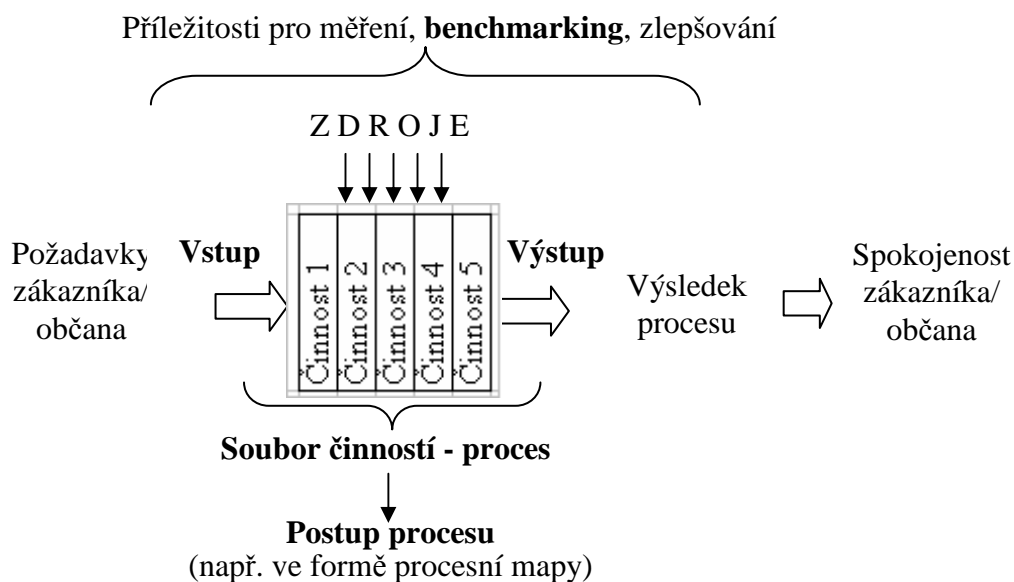 Příležitosti pro měření, benchmarking, zlepšování
Z D R O J E
Požadavky
zákazníka/
občana
Vstup
Činnost 1
Činnost 2
Činnost 3
Činnost 4
Činnost 5
Výstup
Výsledek
procesu
Spokojenost
zákazníka/
občana
Soubor činností - proces
Postup procesu
(např. ve formě procesní mapy)